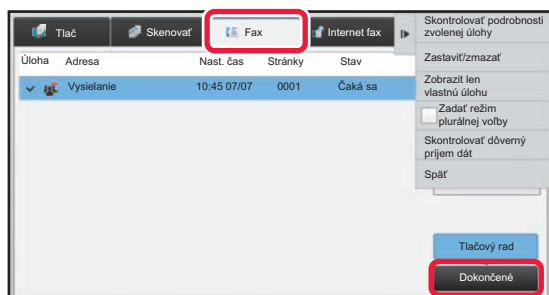 Tlač
Skenovať
Fax
Internet fax
Úloha Adresa Nast. čas Stránky Stav
Vysielanie 10:45 07/07 0001 Čaká sa
Skontrolovať podrobnosti
zvolenej úlohy
Zastaviť/zmazať
Zobrazit len
vlastnú úlohu
Zadať režim
plurálnej voľby
Skontrolovať dôverný
príjem dát
Späť
Tlačový rad
Dokončené